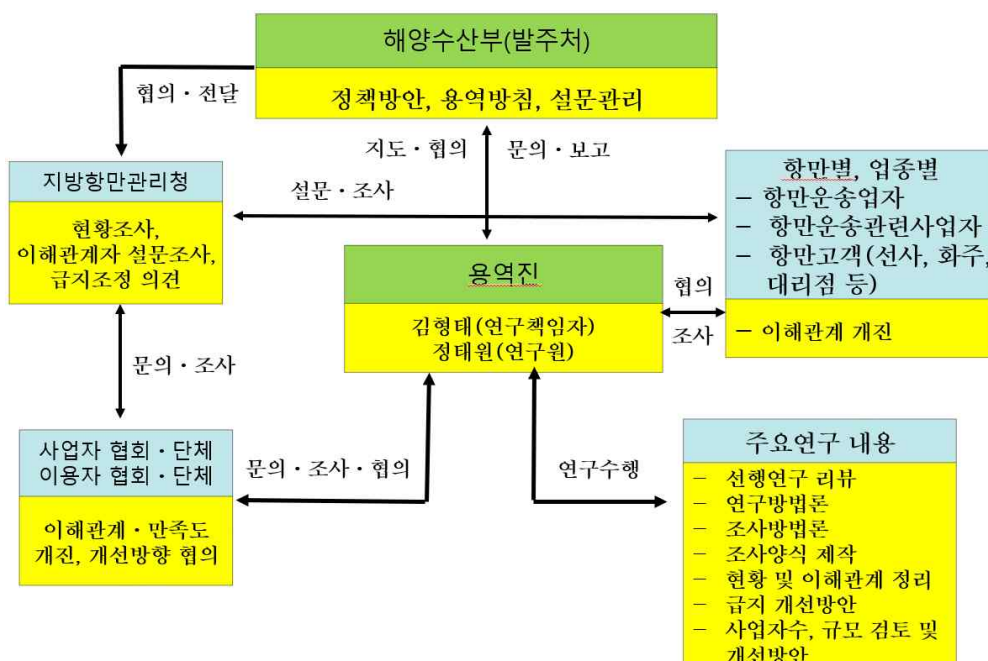 해양수산부(발주처)
정책방안, 용역방침, 설문관리
협의・전달
지도・협의
문의・보고
지방항만관리청
현황조사,
이해관계자 설문조사,
급지조정 의견
설문・조사
항만별, 업종별
– 항만운송업자
– 항만운송관련사업자
– 항만고객(선사, 화주,
대리점 등)
– 이해관계 개진
용역진
김형태(연구책임자)
정태원(연구원)
협의
조사
문의・조사
사업자 협회・단체
이용자 협회・단체
이해관계・만족도
개진, 개선방향 협의
문의・조사・협의
연구수행
주요연구 내용
– 선행연구 리뷰
– 연구방법론
– 조사방법론
– 조사양식 제작
– 현황 및 이해관계 정리
– 급지 개선방안
– 사업자수, 규모 검토 및
개선방안